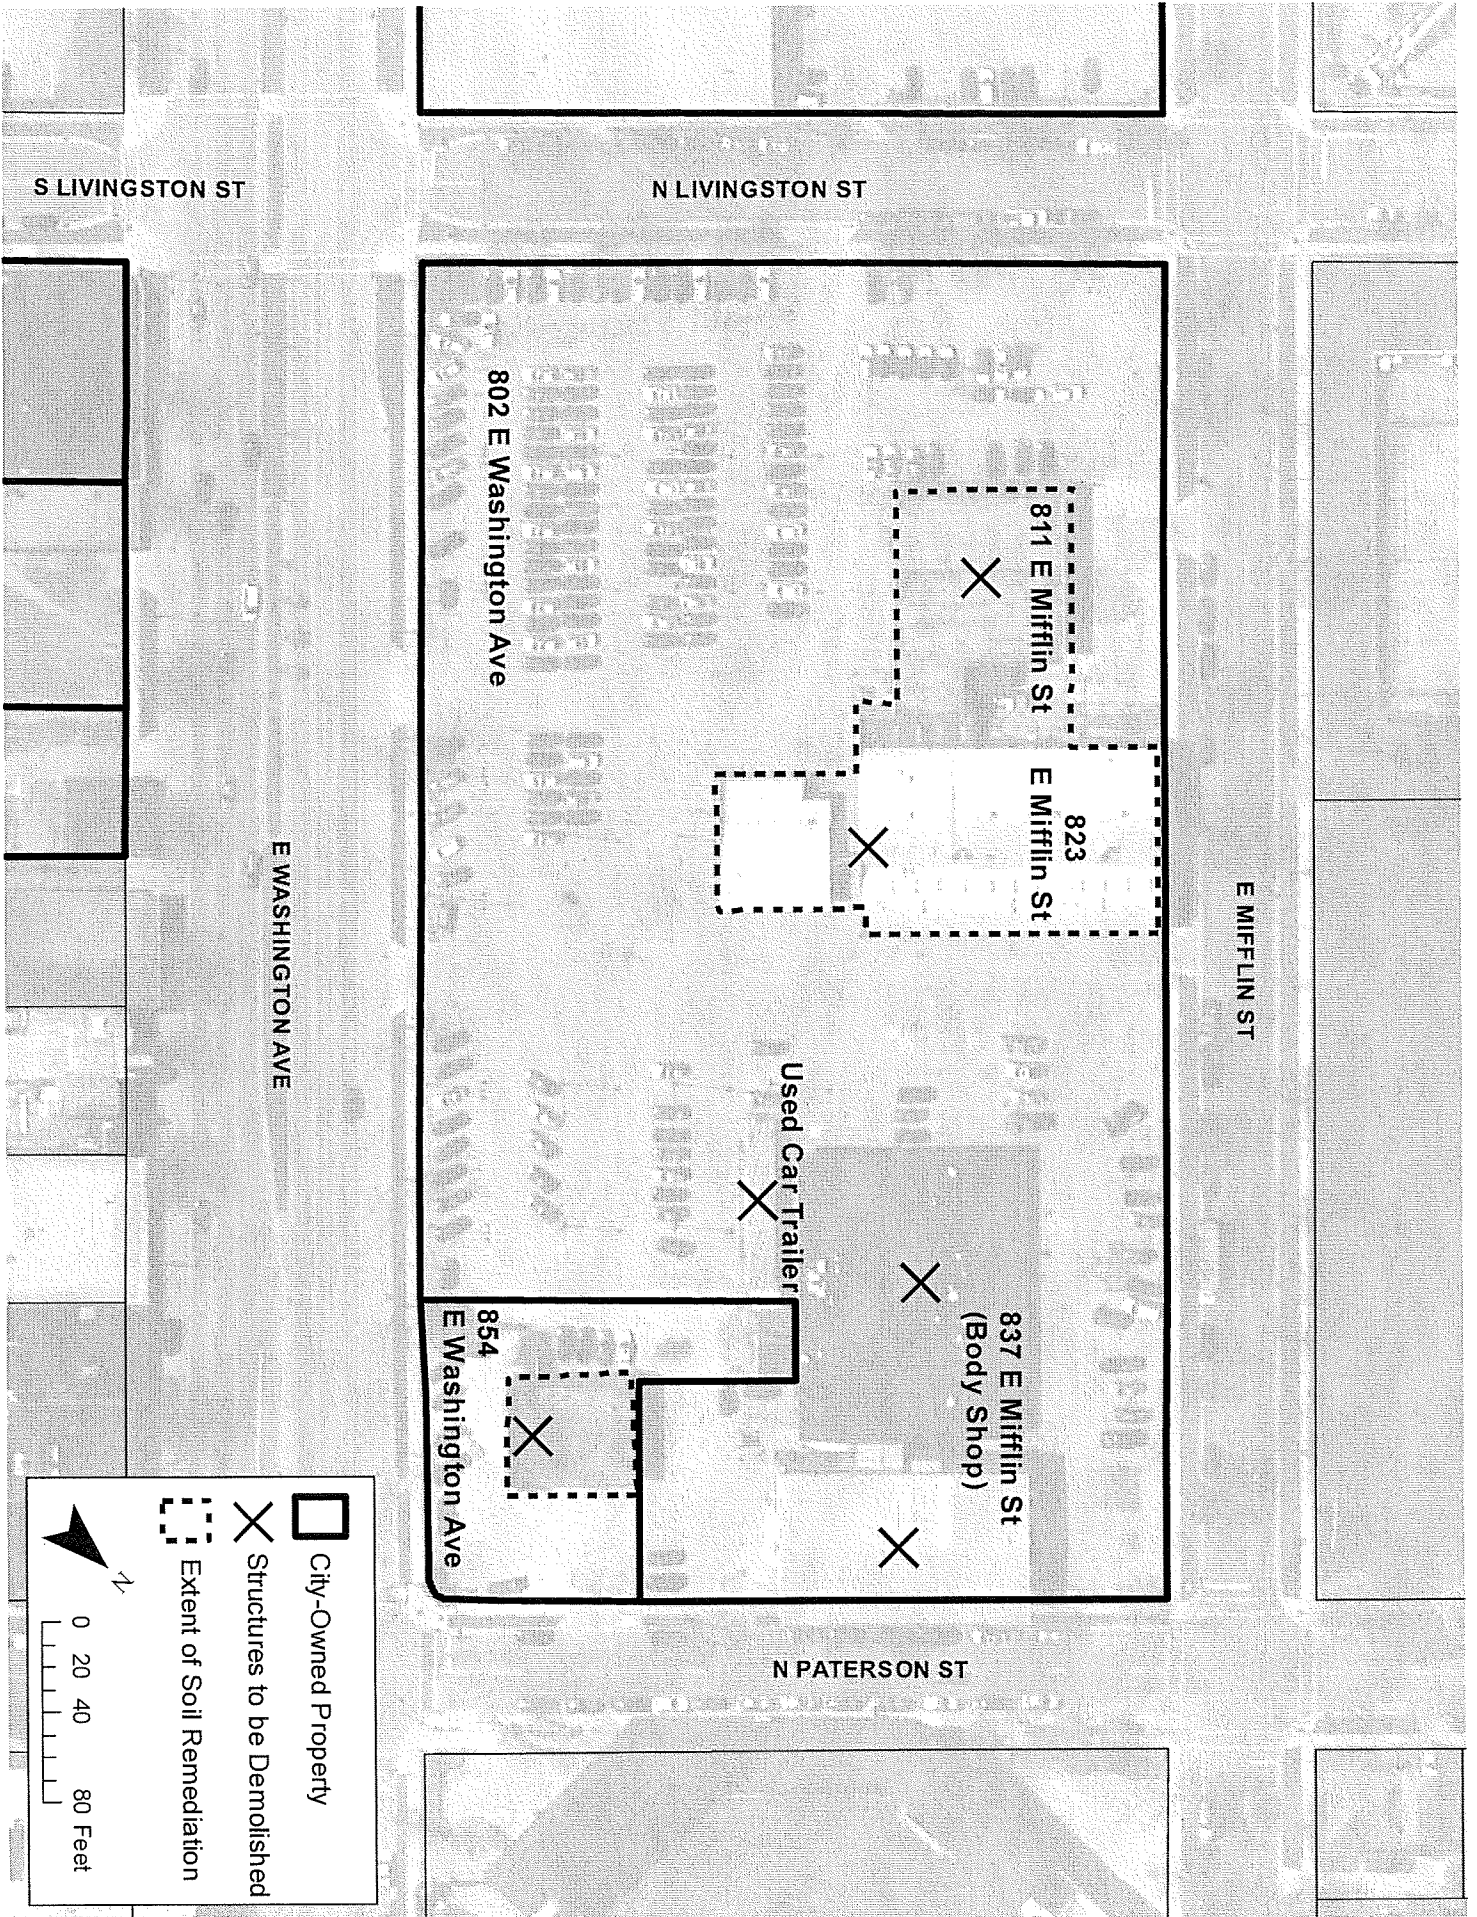 S LIVINGSTON ST
N LIVINGSTON ST
802 E Washington Ave
811 E Mifflin St
823
E Mifflin St
E MIFFLIN ST
E WASHINGTON AVE
Used Car Trailer
837 E Mifflin St
(Body Shop)
854
E Washington Ave
N PATERSON ST
City-Owned Property
Structures to be Demolished
Extent of Soil Remediation
N
0 20 40 80 Feet